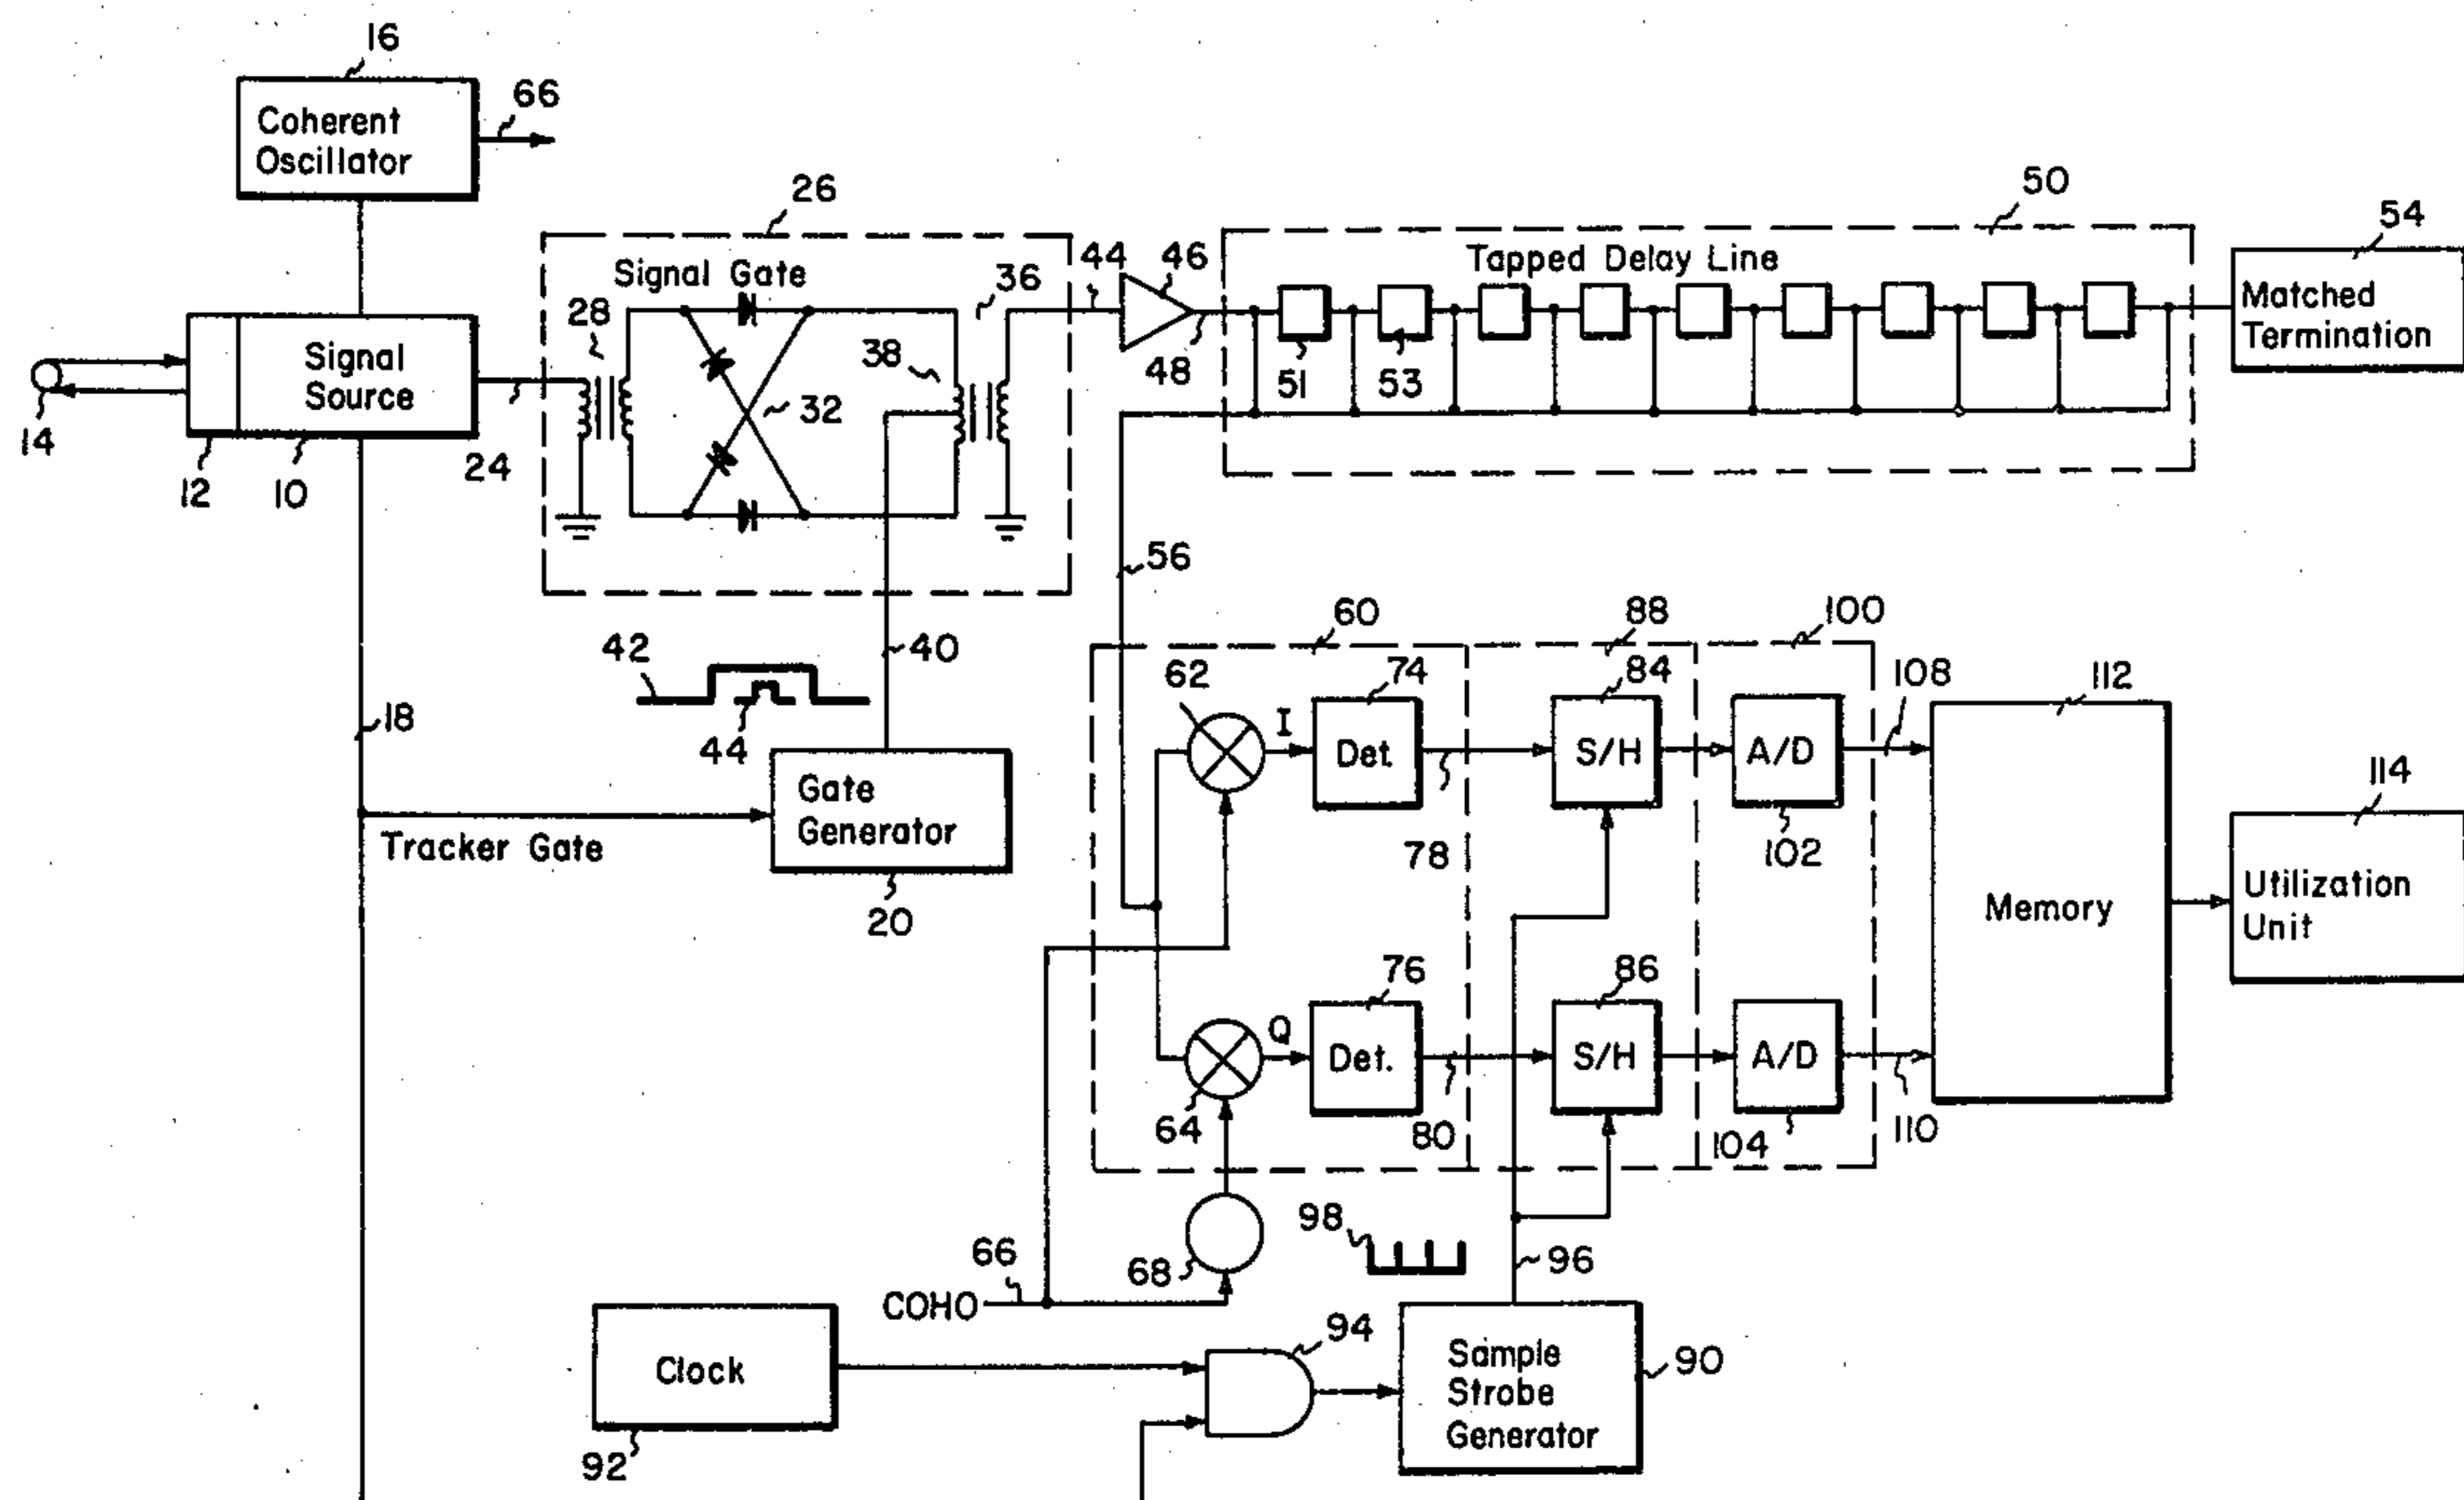 16
66
Coherent
Oscillator
26
50
54
Signal Gate
36
44
46
Tapped Delay Line
28
Matched
Termination
Signal
Source
38
48
51
53
32
14
12
10
24
56
42
40
60
88
100
62
I
74
84
108
112
18
44
Det.
S/H
A/D
114
Gate
Generator
Tracker Gate
78
102
Utilization
Unit
20
Memory
76
86
Q
Det.
S/H
A/D
64
80
104
110
98
66
68
96
COHO
94
Clock
Sample
Strobe
Generator
90
92